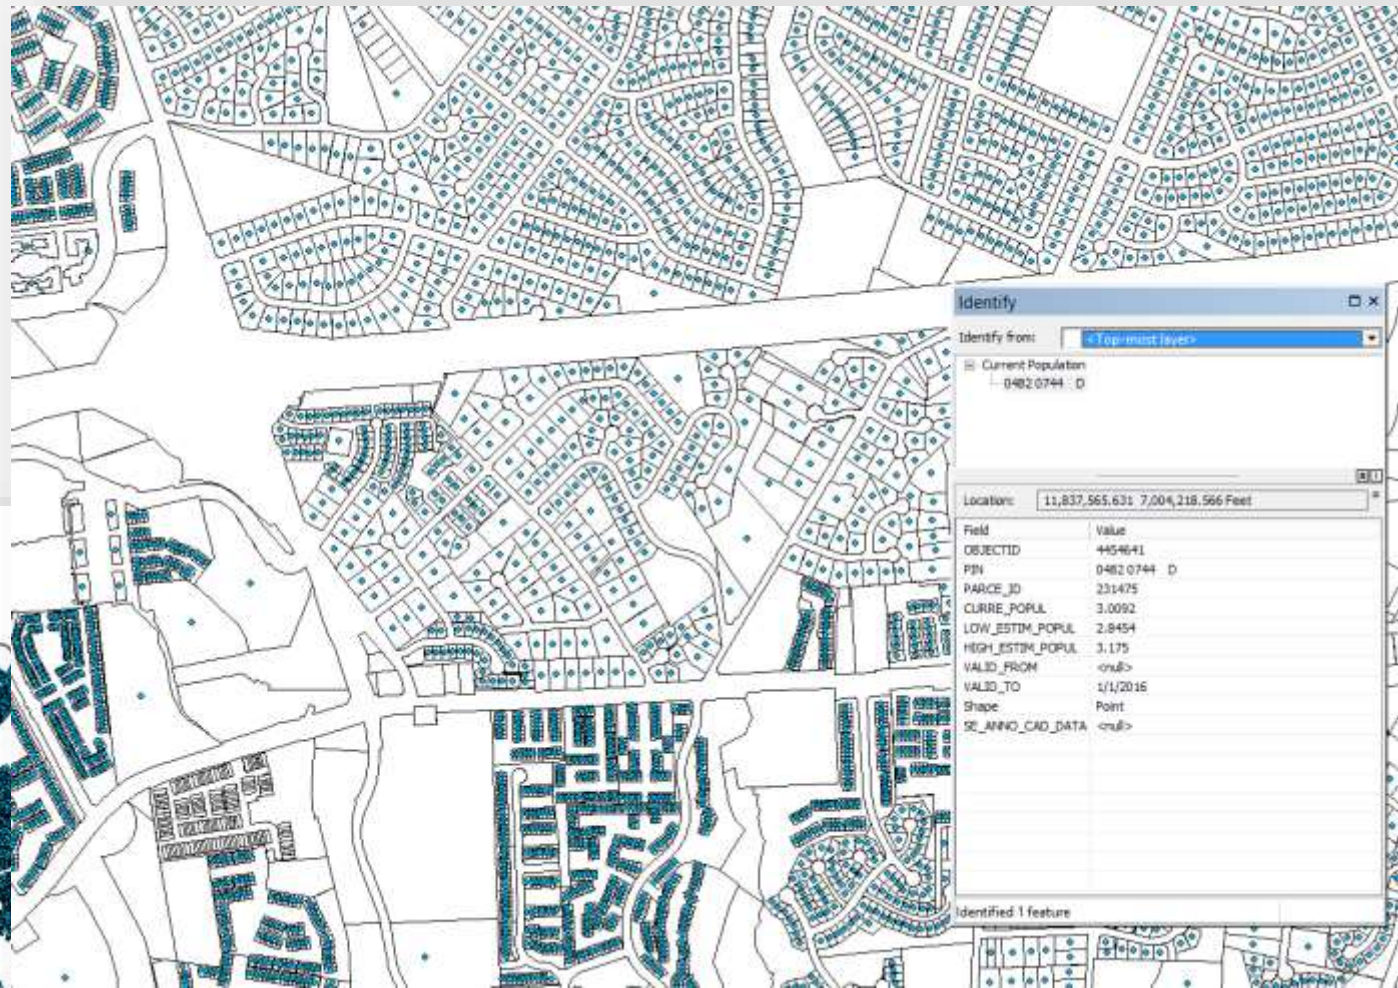 Identify
Identify from: <Top-most layer>
Current Population
0482 0744 D
Location: 11,837,565.631 7,004,218.566 Feet
Field Value
OBJECTID 4454641
PIN 0482 0744 D
PARCE_ID 231475
CURRE_POPUL 3.0092
LOW_ESTIM_POPUL 2.8454
HIGH_ESTIM_POPUL 3.175
VALID_FROM <null>
VALID_TO 1/1/2016
Shape Point
SE_ANNO_CAD_DATA <null>
Identified 1 feature